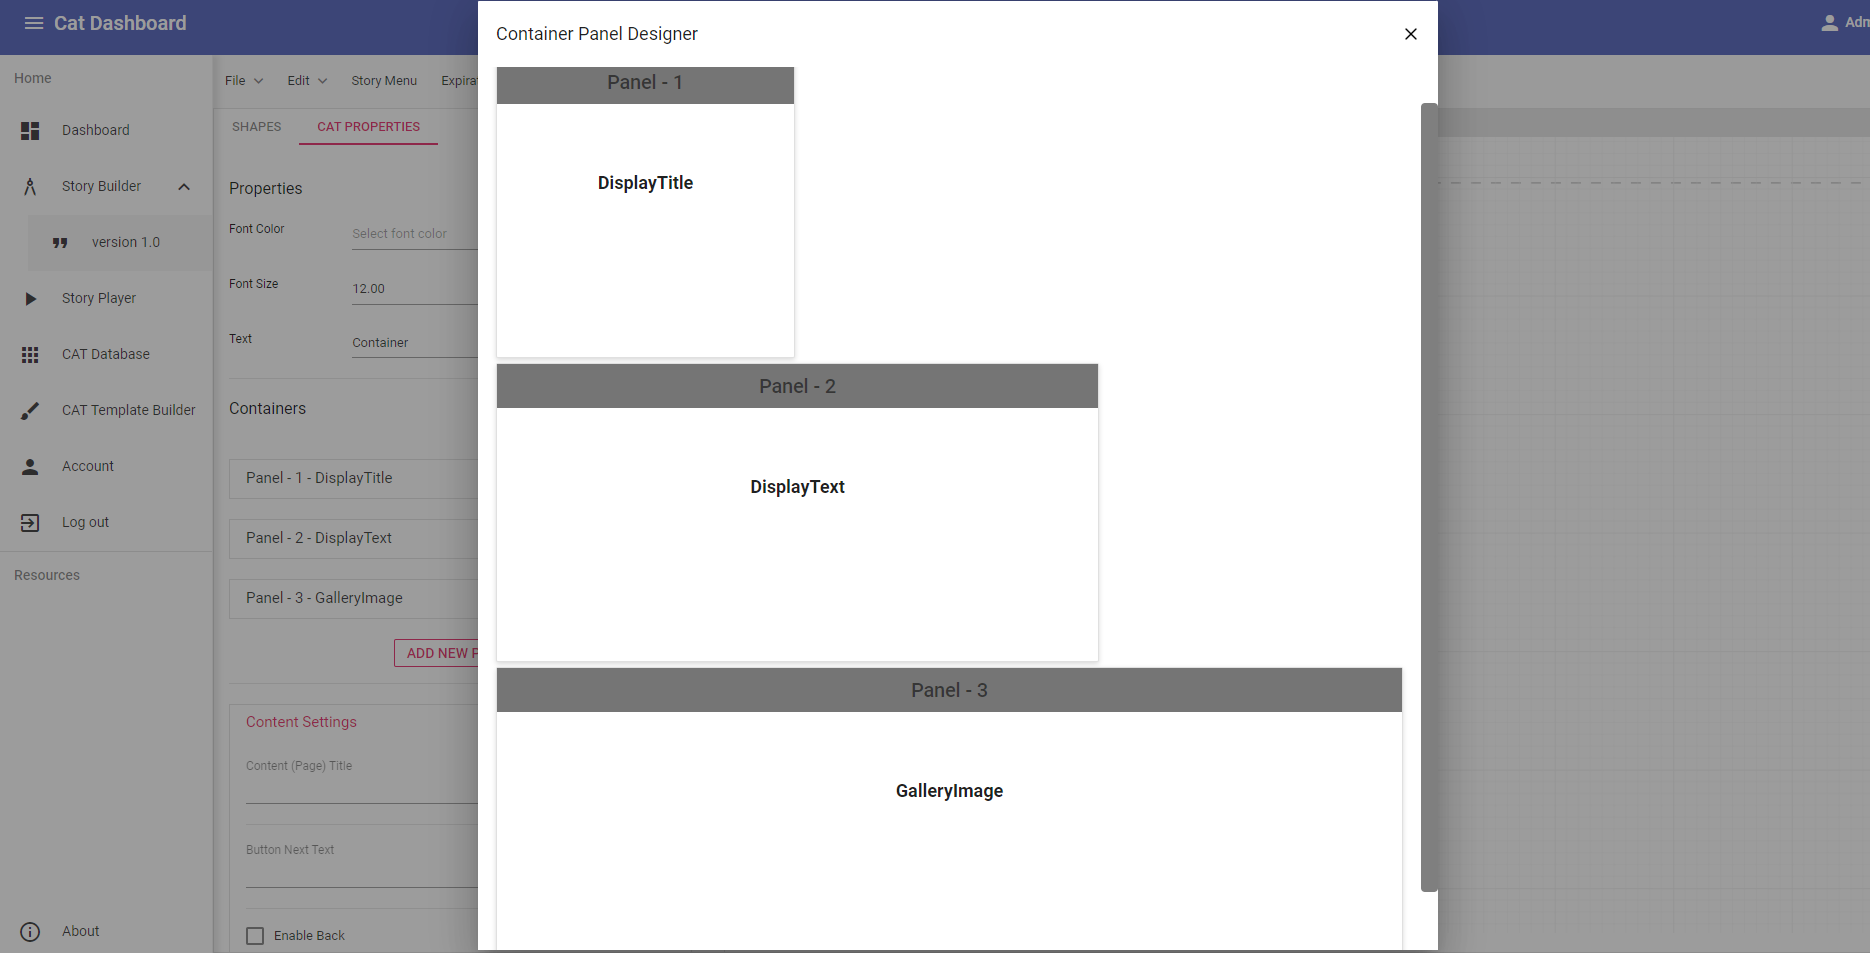 Cat Dashboard
Adm
Home
Dashboard
Story Builder
version 1.0
Story Player
CAT Database
CAT Template Builder
Account
Log out
Resources
About
File
Edit
Story Menu
Expirat
SHAPES
CAT PROPERTIES
Properties
Font Color
Select font color
Font Size
12.00
Text
Container
Containers
Panel - 1 - DisplayTitle
Panel - 2 - DisplayText
Panel - 3 - GalleryImage
ADD NEW
Content Settings
Content (Page) Title
Button Next Text
Enable Back
Container Panel Designer
Panel - 1
DisplayTitle
Panel - 2
DisplayText
Panel - 3
GalleryImage